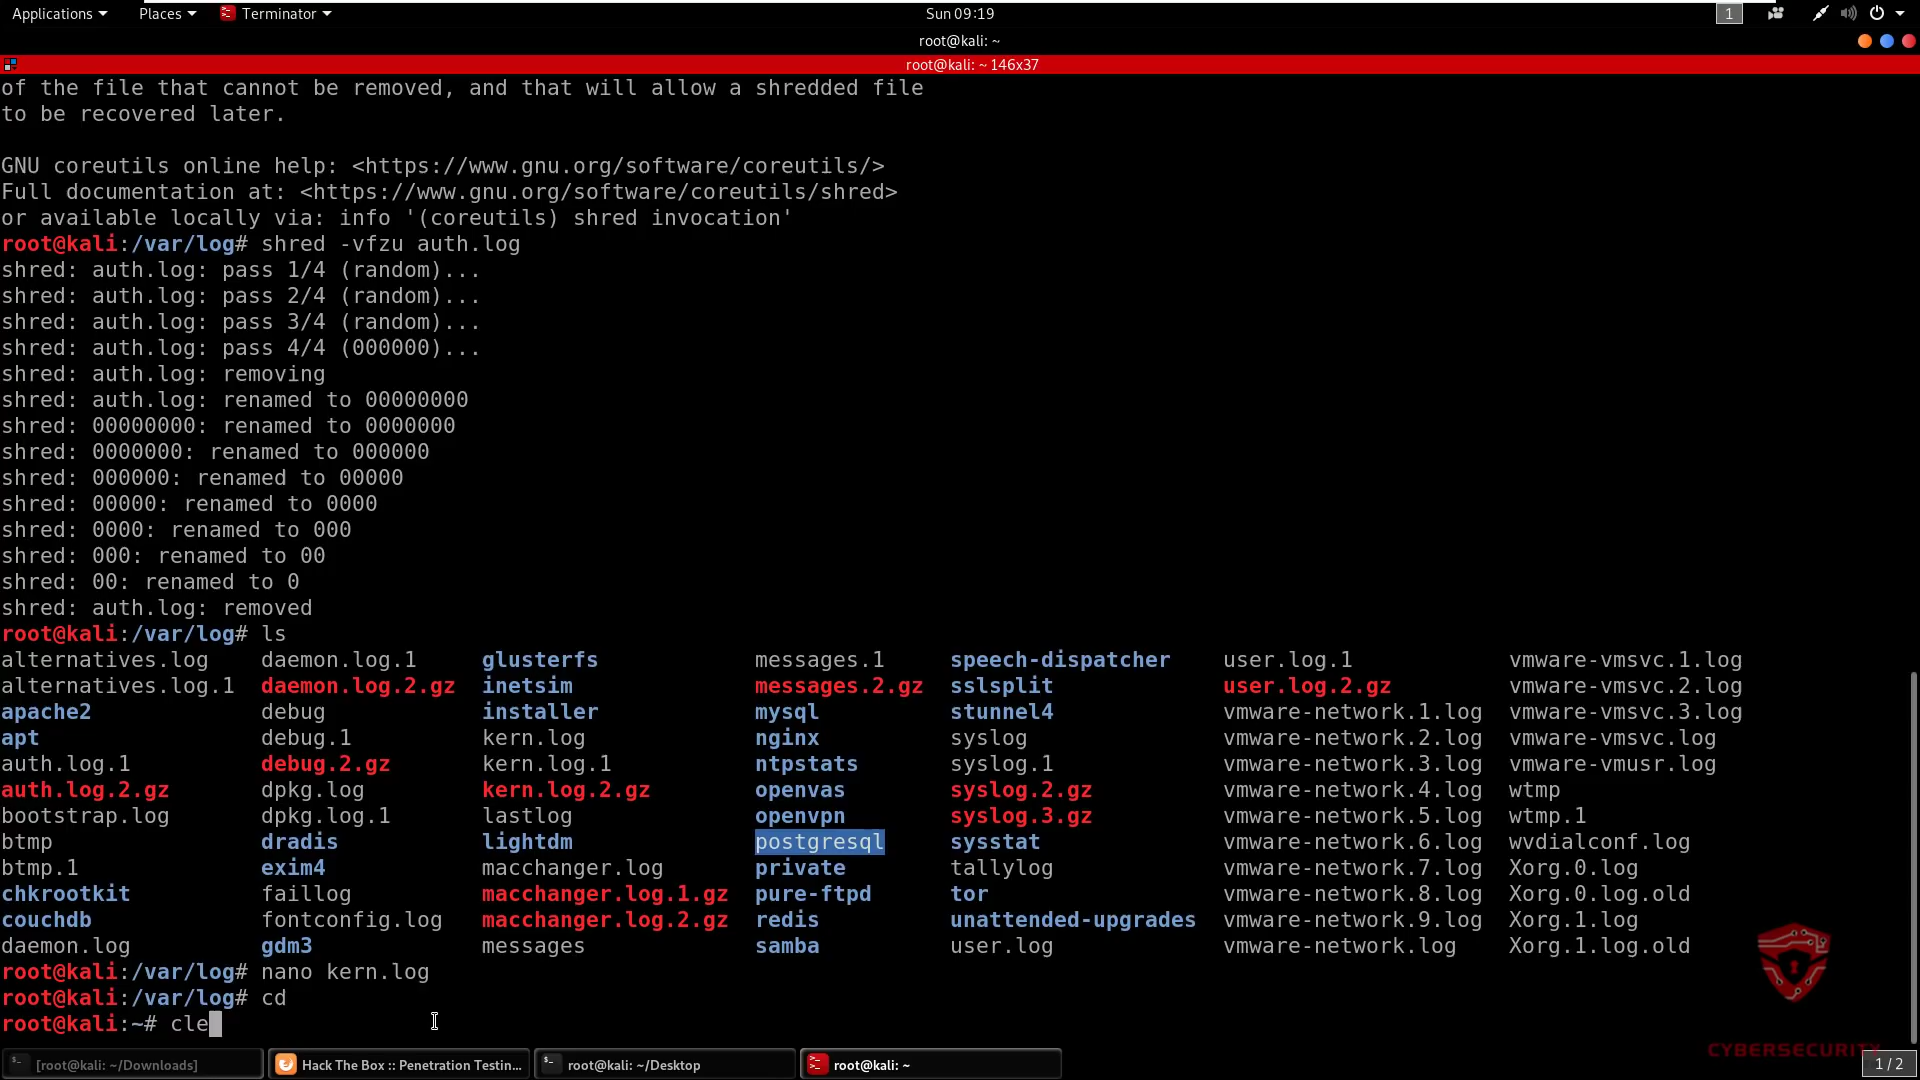 Applications Places Terminator Sun 09:19 1
root@kali: ~
root@kali: ~ 146x37
of the file that cannot be removed, and that will allow a shredded file
to be recovered later.
GNU coreutils online help: <https://www.gnu.org/software/coreutils/>
Full documentation at: <https://www.gnu.org/software/coreutils/shred>
or available locally via: info '(coreutils) shred invocation'
root@kali:/var/log# shred -vfzu auth.log
shred: auth.log: pass 1/4 (random)...
shred: auth.log: pass 2/4 (random)...
shred: auth.log: pass 3/4 (random)...
shred: auth.log: pass 4/4 (000000)...
shred: auth.log: removing
shred: auth.log: renamed to 00000000
shred: 00000000: renamed to 0000000
shred: 0000000: renamed to 000000
shred: 000000: renamed to 00000
shred: 00000: renamed to 0000
shred: 0000: renamed to 000
shred: 000: renamed to 00
shred: 00: renamed to 0
shred: auth.log: removed
root@kali:/var/log# ls
alternatives.log daemon.log.1 glusterfs messages.1 speech-dispatcher user.log.1 vmware-vmsvc.1.log
alternatives.log.1 daemon.log.2.gz inetsim messages.2.gz sslsplit user.log.2.gz vmware-vmsvc.2.log
apache2 debug installer mysql stunnel4 vmware-network.1.log vmware-vmsvc.3.log
apt debug.1 kern.log nginx syslog vmware-network.2.log vmware-vmsvc.log
auth.log.1 debug.2.gz kern.log.1 ntpstats syslog.1 vmware-network.3.log vmware-vmusr.log
auth.log.2.gz dpkg.log kern.log.2.gz openvas syslog.2.gz vmware-network.4.log wtmp
bootstrap.log dpkg.log.1 lastlog openvpn syslog.3.gz vmware-network.5.log wtmp.1
btmp dradis lightdm postgresql sysstat vmware-network.6.log wvdialconf.log
btmp.1 exim4 macchanger.log private tallylog vmware-network.7.log Xorg.0.log
chkrootkit faillog macchanger.log.1.gz pure-ftpd tor vmware-network.8.log Xorg.0.log.old
couchdb fontconfig.log macchanger.log.2.gz redis unattended-upgrades vmware-network.9.log Xorg.1.log
daemon.log gdm3 messages samba user.log vmware-network.log Xorg.1.log.old
root@kali:/var/log# nano kern.log
root@kali:/var/log# cd
root@kali:~# cle
CYBERSECURITY
[root@kali: ~/Downloads] Hack The Box :: Penetration Testin... root@kali: ~/Desktop root@kali: ~ 1 / 2